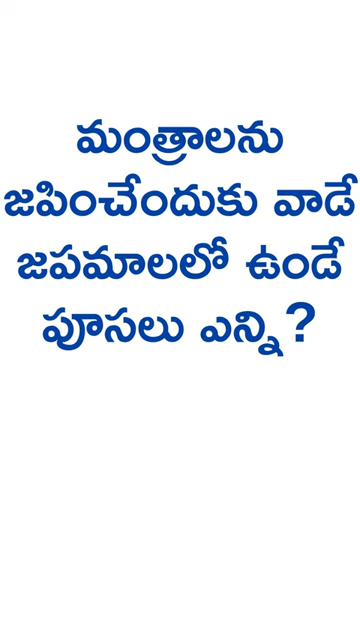 మంత్రాలను
జపించేందుకు వాడే
జపమాలలో ఉండే
పూసలు ఎన్ని?